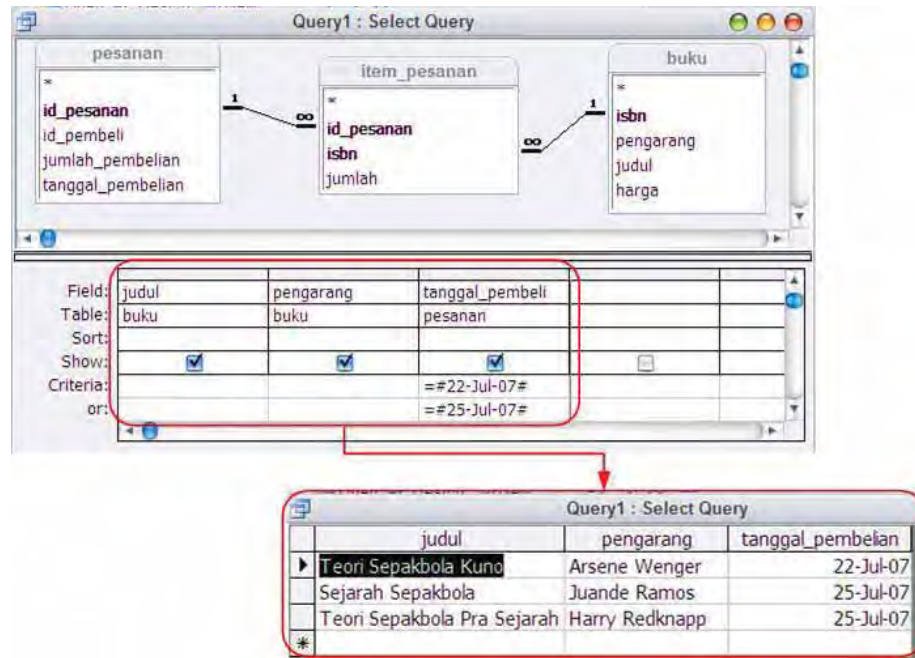 Query1 : Select Query
pesanan
*
id_pesanan
id_pembeli
jumlah_pembelian
tanggal_pembelian
1
∞
item_pesanan
*
id_pesanan
isbn
jumlah
∞
1
buku
*
isbn
pengarang
judul
harga
Field: judul pengarang tanggal_pembeli
Table: buku buku pesanan
Sort:
Show:
Criteria: =#22-Jul-07#
or: =#25-Jul-07#
Query1 : Select Query
judul pengarang tanggal_pembelian
Teori Sepakbola Kuno Arsene Wenger 22-Jul-07
Sejarah Sepakbola Juande Ramos 25-Jul-07
Teori Sepakbola Pra Sejarah Harry Redknapp 25-Jul-07
*